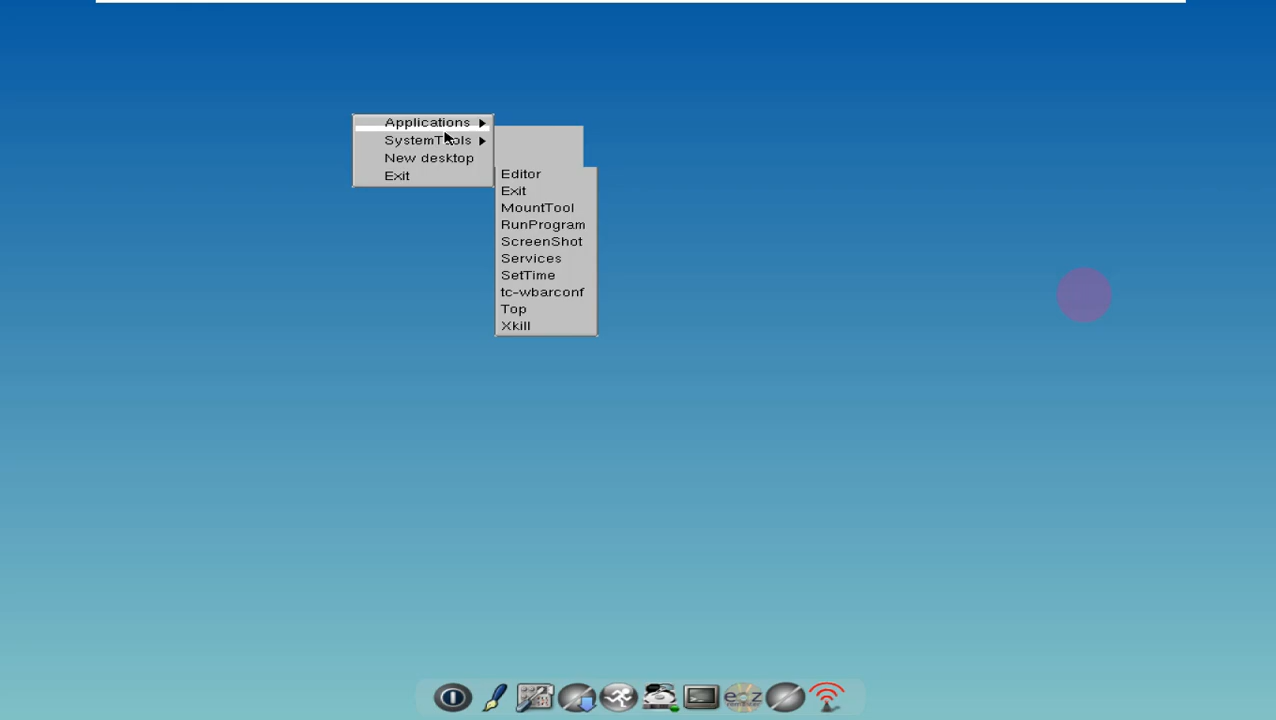 Applications
SystemTools
New desktop
Exit
Editor
Exit
MountTool
RunProgram
ScreenShot
Services
SetTime
tc-wbarconf
Top
Xkill